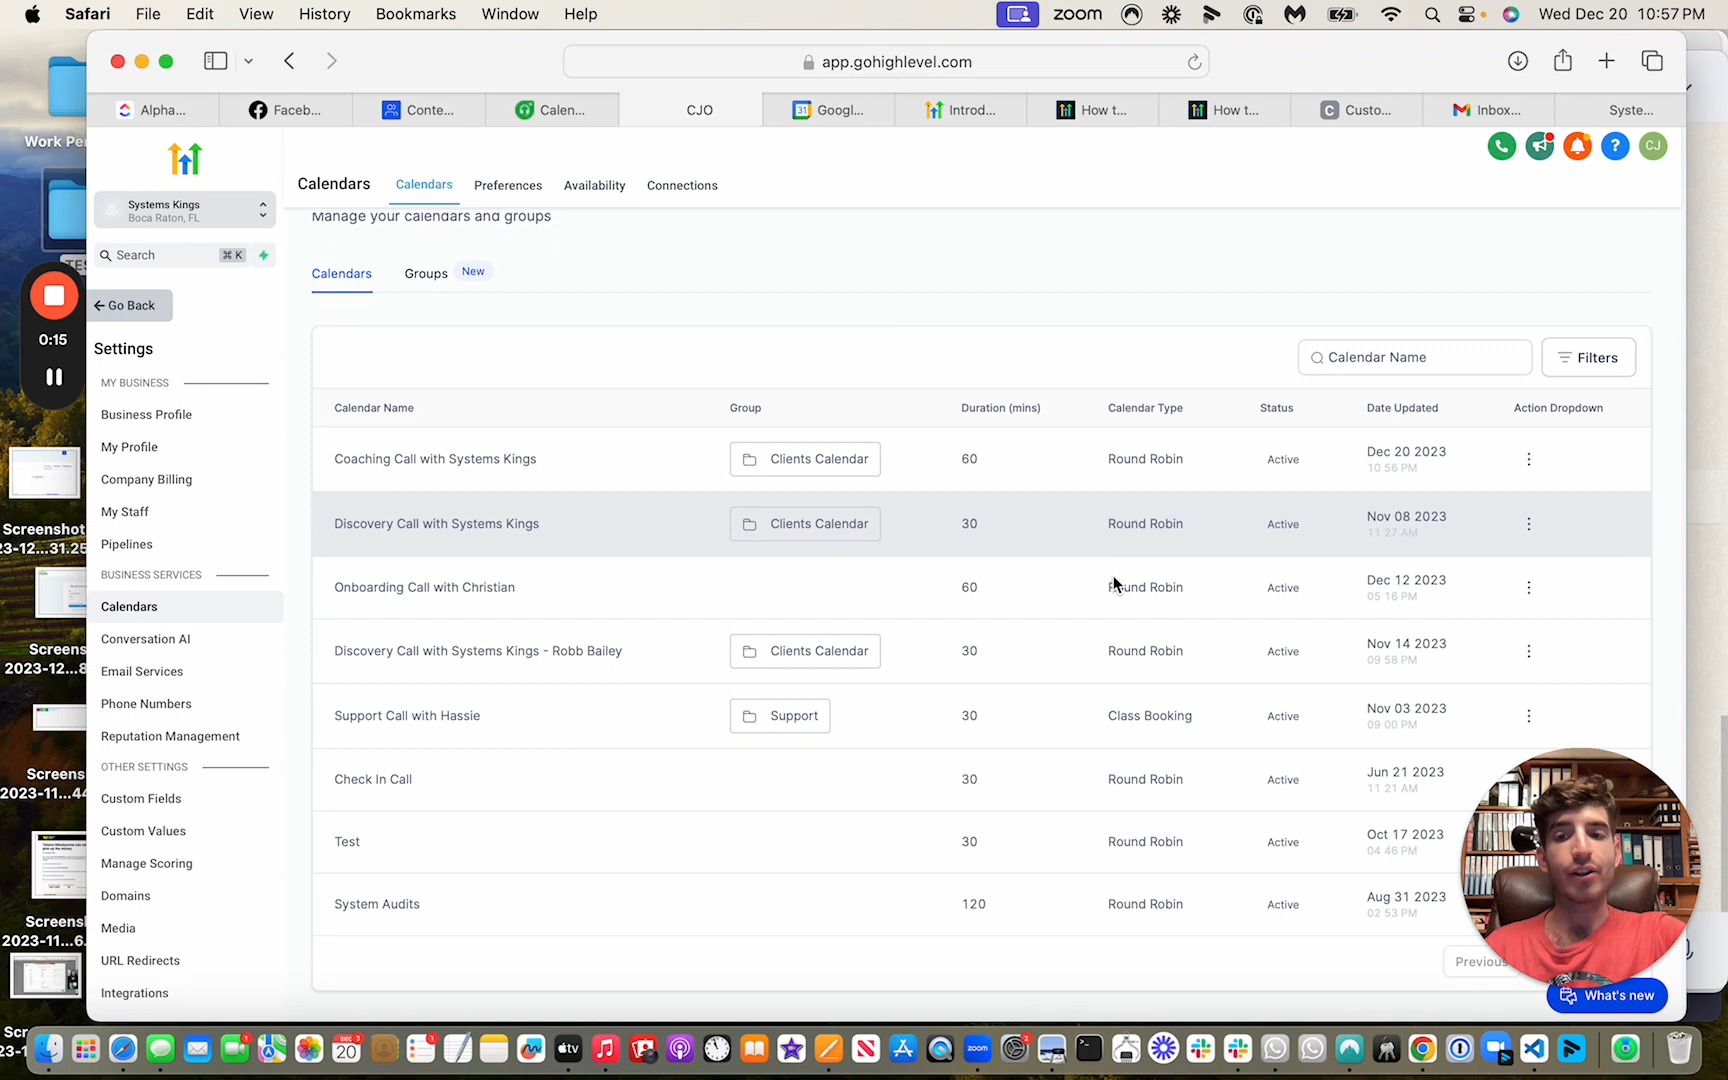 Safari File Edit View History Bookmarks Window Help
zoom
Wed Dec 20 10:57 PM
app.gohighlevel.com
Alpha...
Faceb...
Conte...
Calen...
CJO
Googl...
Introd...
How t...
How t...
Custo...
Inbox...
Syste...
Work Pe
Systems Kings
Boca Raton, FL
Search
⌘ K
0:15
Go Back
Settings
MY BUSINESS
Business Profile
My Profile
Company Billing
My Staff
Pipelines
BUSINESS SERVICES
Calendars
Conversation AI
Email Services
Phone Numbers
Reputation Management
OTHER SETTINGS
Custom Fields
Custom Values
Manage Scoring
Domains
Media
URL Redirects
Integrations
Calendars
Calendars
Preferences
Availability
Connections
CJ
Manage your calendars and groups
Calendars
Groups
New
Calendar Name
Filters
Calendar Name Group Duration (mins) Calendar Type Status Date Updated Action Dropdown
Coaching Call with Systems Kings Clients Calendar 60 Round Robin Active Dec 20 2023
10 56 PM
Discovery Call with Systems Kings Clients Calendar 30 Round Robin Active Nov 08 2023
11 27 AM
Onboarding Call with Christian 60 Round Robin Active Dec 12 2023
05 16 PM
Discovery Call with Systems Kings - Robb Bailey Clients Calendar 30 Round Robin Active Nov 14 2023
09 58 PM
Support Call with Hassie Support 30 Class Booking Active Nov 03 2023
09 00 PM
Check In Call 30 Round Robin Active Jun 21 2023
11 21 AM
Test 30 Round Robin Active Oct 17 2023
04 46 PM
System Audits 120 Round Robin Active Aug 31 2023
02 53 PM
Previous
What's new
Screenshot
23-12...31.25
Screens
2023-12...8
Screens
2023-11...44
Screens
2023-11...6.
Scr
23-1
DEC
20
tv
zoom